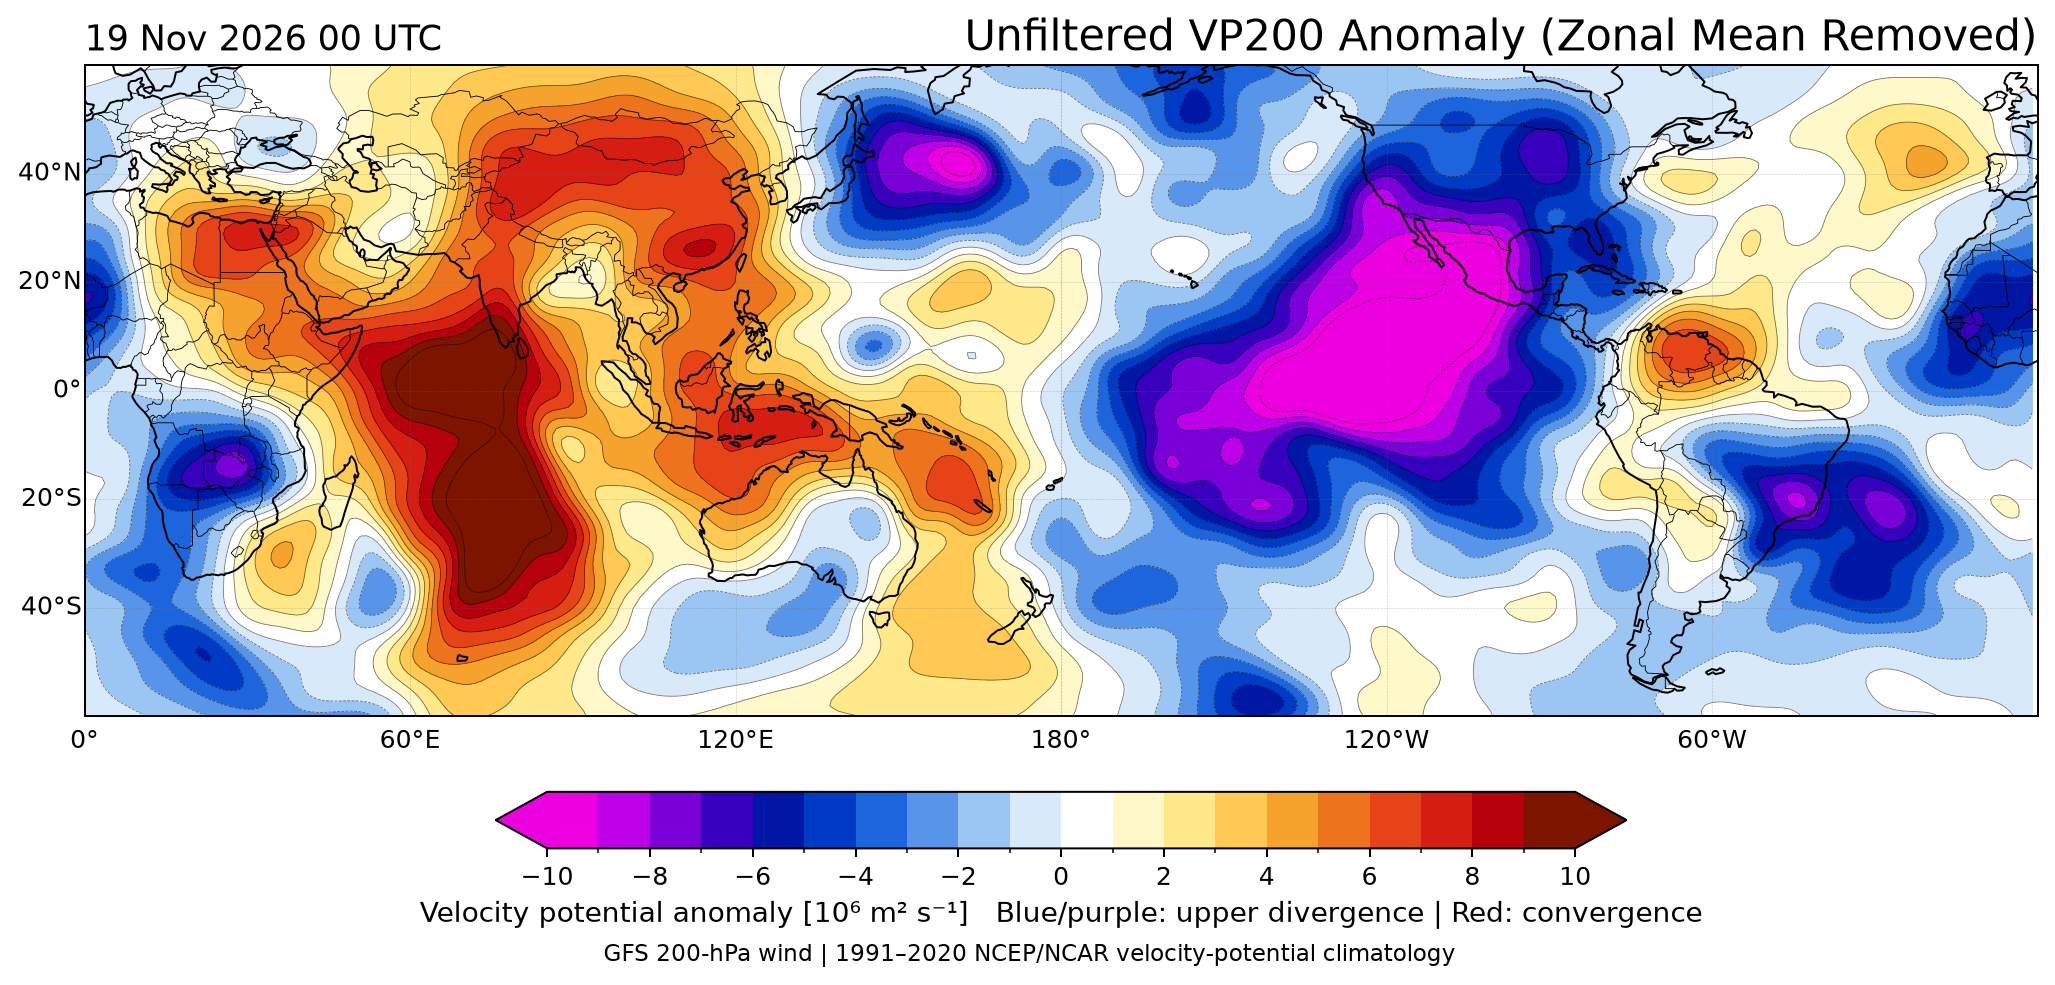 19 Nov 2026 00 UTC
Unfiltered VP200 Anomaly (Zonal Mean Removed)
40°N
20°N
0°
20°S
40°S
0°
60°E
120°E
180°
120°W
60°W
−10
−8
−6
−4
−2
0
2
4
6
8
10
Velocity potential anomaly [10⁶ m² s⁻¹]   Blue/purple: upper divergence | Red: convergence
GFS 200-hPa wind | 1991–2020 NCEP/NCAR velocity-potential climatology